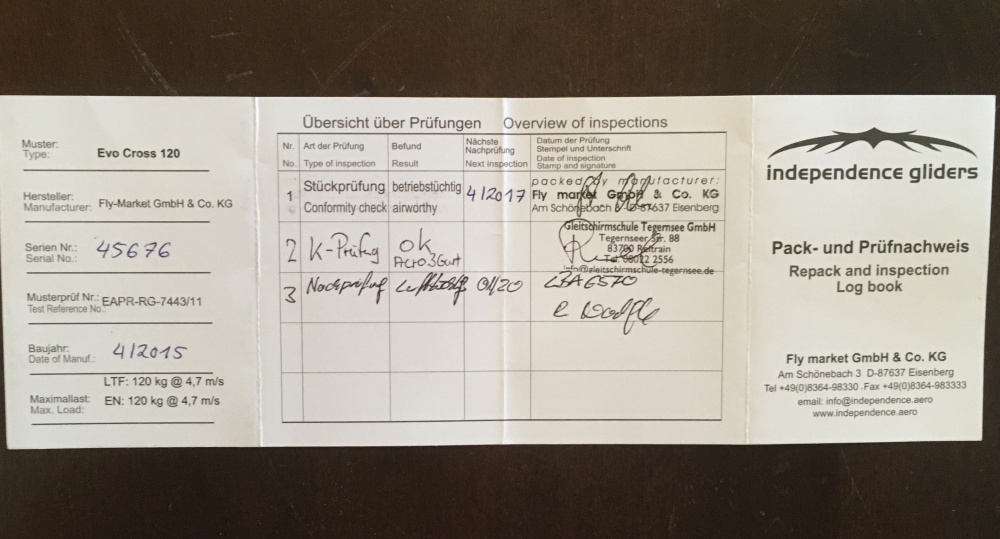 Muster:
Type:
Evo Cross 120
Hersteller:
Manufacturer:
Fly-Market GmbH & Co. KG
Serien Nr.:
Serial No.:
45676
Musterprüf Nr.:
Test Reference No.:
EAPR-RG-7443/11
Baujahr:
Date of Manuf.:
4/2015
Maximallast:
Max. Load:
LTF: 120 kg @ 4,7 m/s
EN: 120 kg @ 4,7 m/s
Übersicht über Prüfungen Overview of inspections
Nr.
No.
Art der Prüfung
Type of inspection
Befund
Result
Nächste
Nachprüfung
Next inspection
Datum der Prüfung
Stempel und Unterschrift
Date of inspection
Stamp and signature
1
Stückprüfung
Conformity check
betriebstüchtig
airworthy
4/2017
packed by manufacturer:
Fly market GmbH & Co. KG
Am Schönebach 3 D-87637 Eisenberg
2
K-Prüfung
ok
Acro 3 Gurt
Gleitschirmschule Tegernsee GmbH
Tegernseer Str. 88
83700 Reitrain
Tel. 08022 2556
info@gleitschirmschule-tegernsee.de
3
Nachprüfung
01/20
independence gliders
Pack- und Prüfnachweis
Repack and inspection
Log book
Fly market GmbH & Co. KG
Am Schönebach 3 D-87637 Eisenberg
Tel +49(0)8364-98330 .Fax +49(0)8364-983333
email: info@independence.aero
www.independence.aero